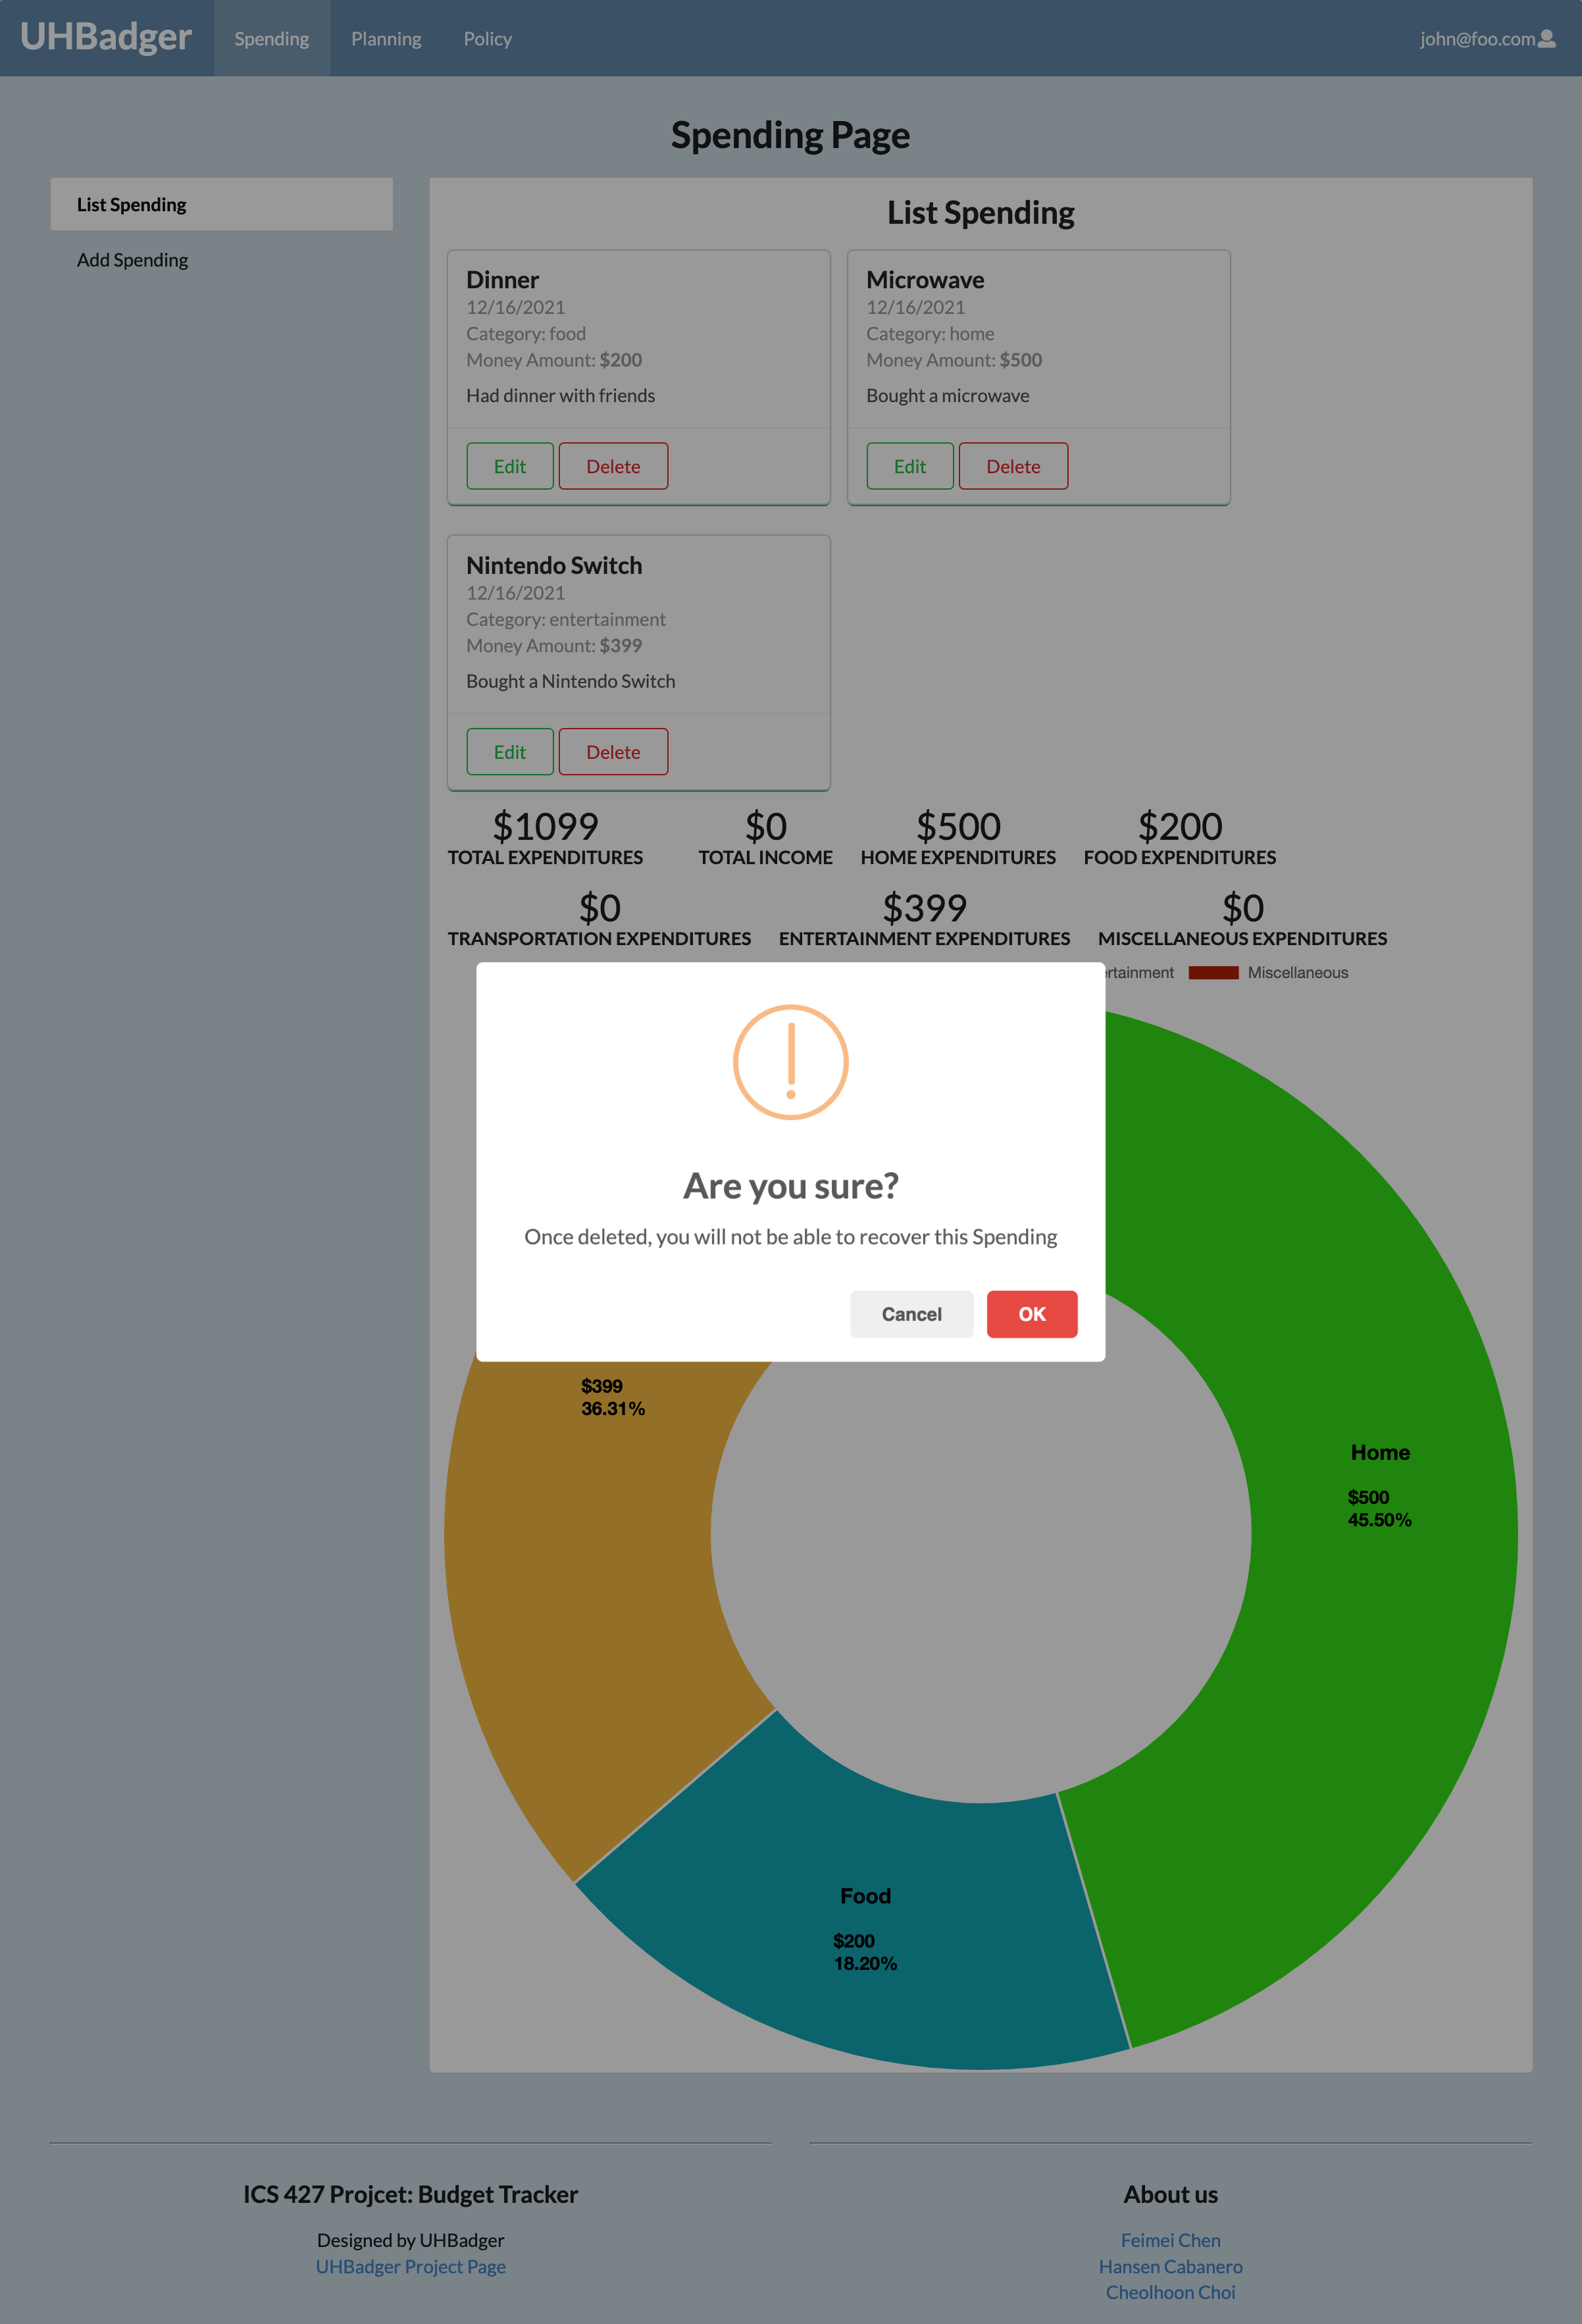 UHBadger
Spending
Planning
Policy
john@foo.com
Spending Page
List Spending
Add Spending
List Spending
Dinner
12/16/2021
Category: food
Money Amount: $200
Had dinner with friends
Edit
Delete
Microwave
12/16/2021
Category: home
Money Amount: $500
Bought a microwave
Edit
Delete
Nintendo Switch
12/16/2021
Category: entertainment
Money Amount: $399
Bought a Nintendo Switch
Edit
Delete
$1099
TOTAL EXPENDITURES
$0
TOTAL INCOME
$500
HOME EXPENDITURES
$200
FOOD EXPENDITURES
$0
TRANSPORTATION EXPENDITURES
$399
ENTERTAINMENT EXPENDITURES
$0
MISCELLANEOUS EXPENDITURES
rtainment
Miscellaneous
Are you sure?
Once deleted, you will not be able to recover this Spending
Cancel
OK
$399
36.31%
Home
$500
45.50%
Food
$200
18.20%
ICS 427 Projcet: Budget Tracker
Designed by UHBadger
UHBadger Project Page
About us
Feimei Chen
Hansen Cabanero
Cheolhoon Choi